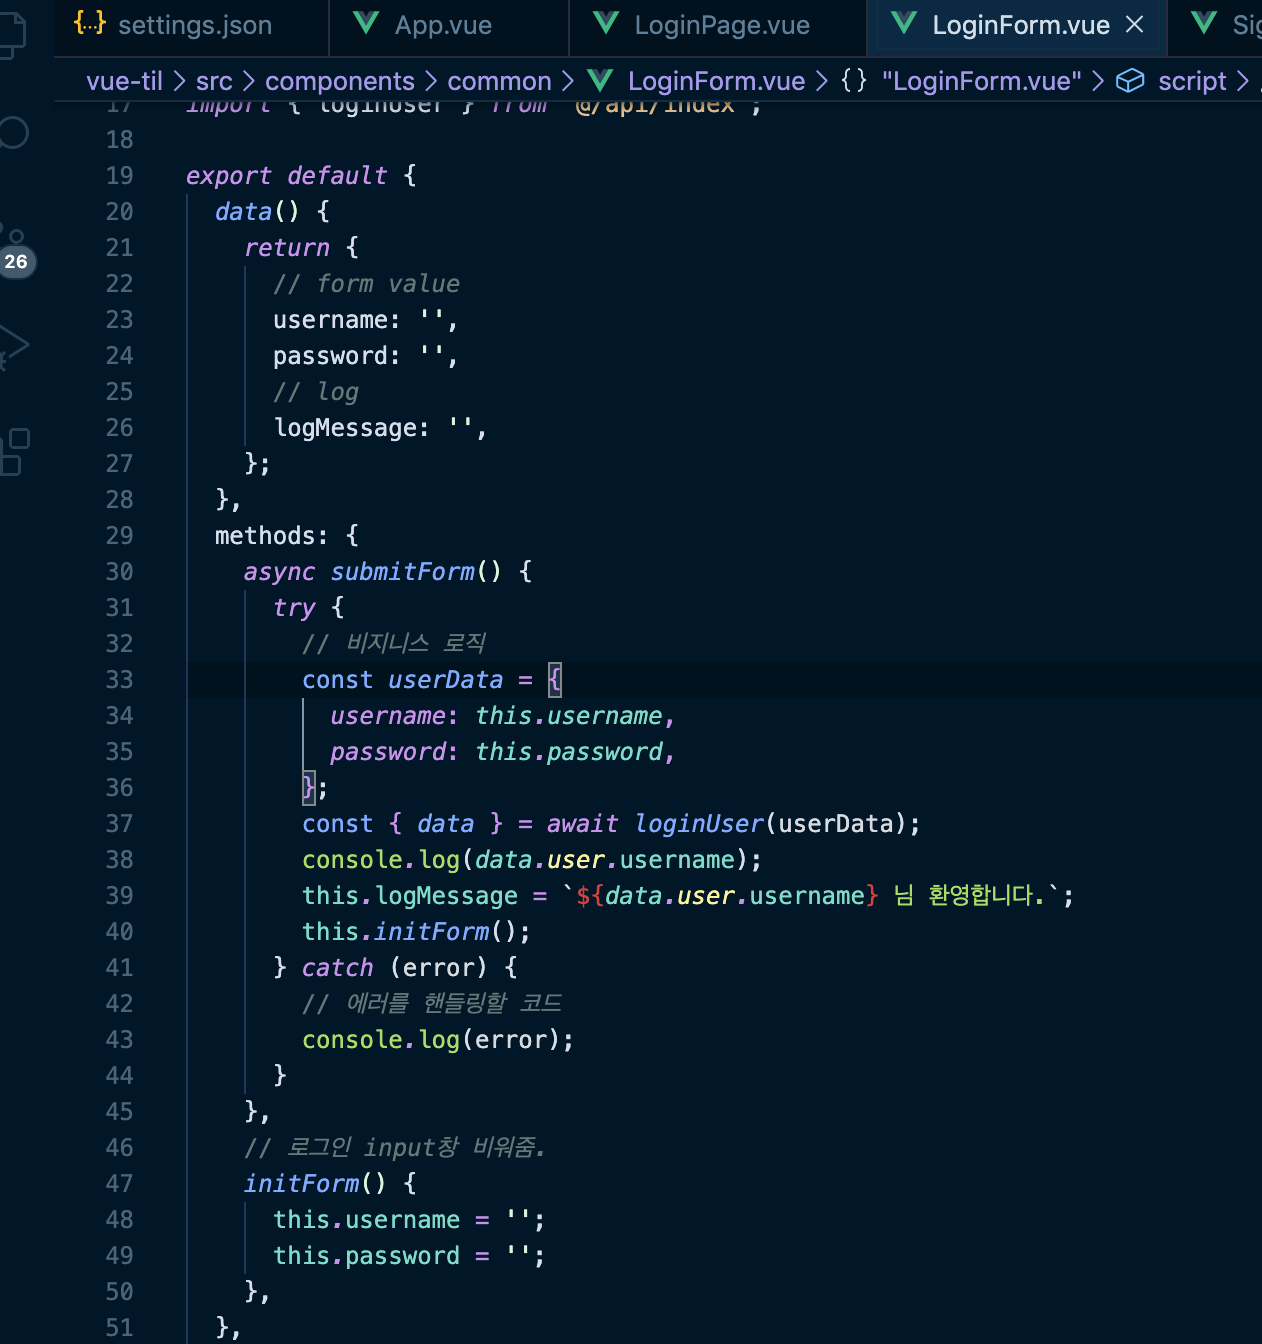 {..} settings.json App.vue LoginPage.vue LoginForm.vue × Sig
vue-til > src > components > common > LoginForm.vue > {} "LoginForm.vue" > script >
26
17 import { loginUser } from '@/api/index';
18
19 export default {
20 data() {
21 return {
22 // form value
23 username: '',
24 password: '',
25 // log
26 logMessage: '',
27 };
28 },
29 methods: {
30 async submitForm() {
31 try {
32 // 비지니스 로직
33 const userData = {
34 username: this.username,
35 password: this.password,
36 };
37 const { data } = await loginUser(userData);
38 console.log(data.user.username);
39 this.logMessage = `${data.user.username} 님 환영합니다.`;
40 this.initForm();
41 } catch (error) {
42 // 에러를 핸들링할 코드
43 console.log(error);
44 }
45 },
46 // 로그인 input창 비워줌.
47 initForm() {
48 this.username = '';
49 this.password = '';
50 },
51 },